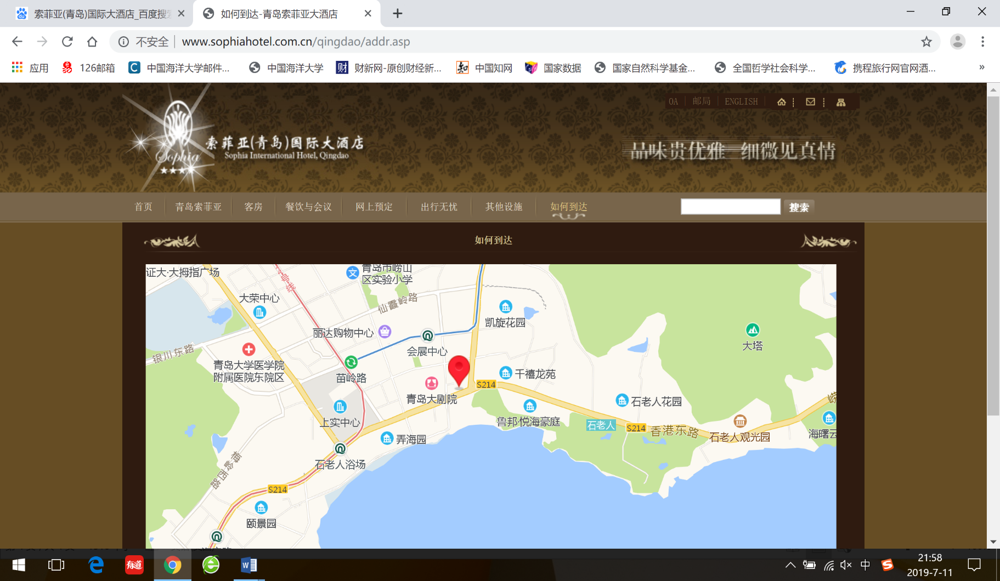 索菲亚(青岛)国际大酒店_百度搜索
如何到达-青岛索菲亚大酒店
不安全
www.sophiahotel.com.cn/qingdao/addr.asp
应用
126邮箱
中国海洋大学邮件...
中国海洋大学
财新网-原创财经新...
中国知网
国家数据
国家自然科学基金...
全国哲学社会科学...
携程旅行网官网酒...
»
OA
邮局
ENGLISH
Sophia
索菲亚(青岛)国际大酒店
Sophia International Hotel, Qingdao
品味贵优雅 细微见真情
首页
青岛索菲亚
客房
餐饮与会议
网上预定
出行无忧
其他设施
如何到达
搜索
如何到达
证大·大拇指广场
号线
文
青岛市崂山
区实验小学
大荣中心
仙霞岭路
凯旋花园
丽达购物中心
会展中心
大塔
银川东路
青岛大学医学院
附属医院东院区
苗岭路
千禧龙苑
S214
青岛大剧院
石老人花园
上实中心
鲁邦·悦海豪庭
石老人
S214
香港东路
石老人观光园
崂
海曙云
弄海园
石老人浴场
梅岭西路
S214
颐景园
有道
中
21:58
2019-7-11